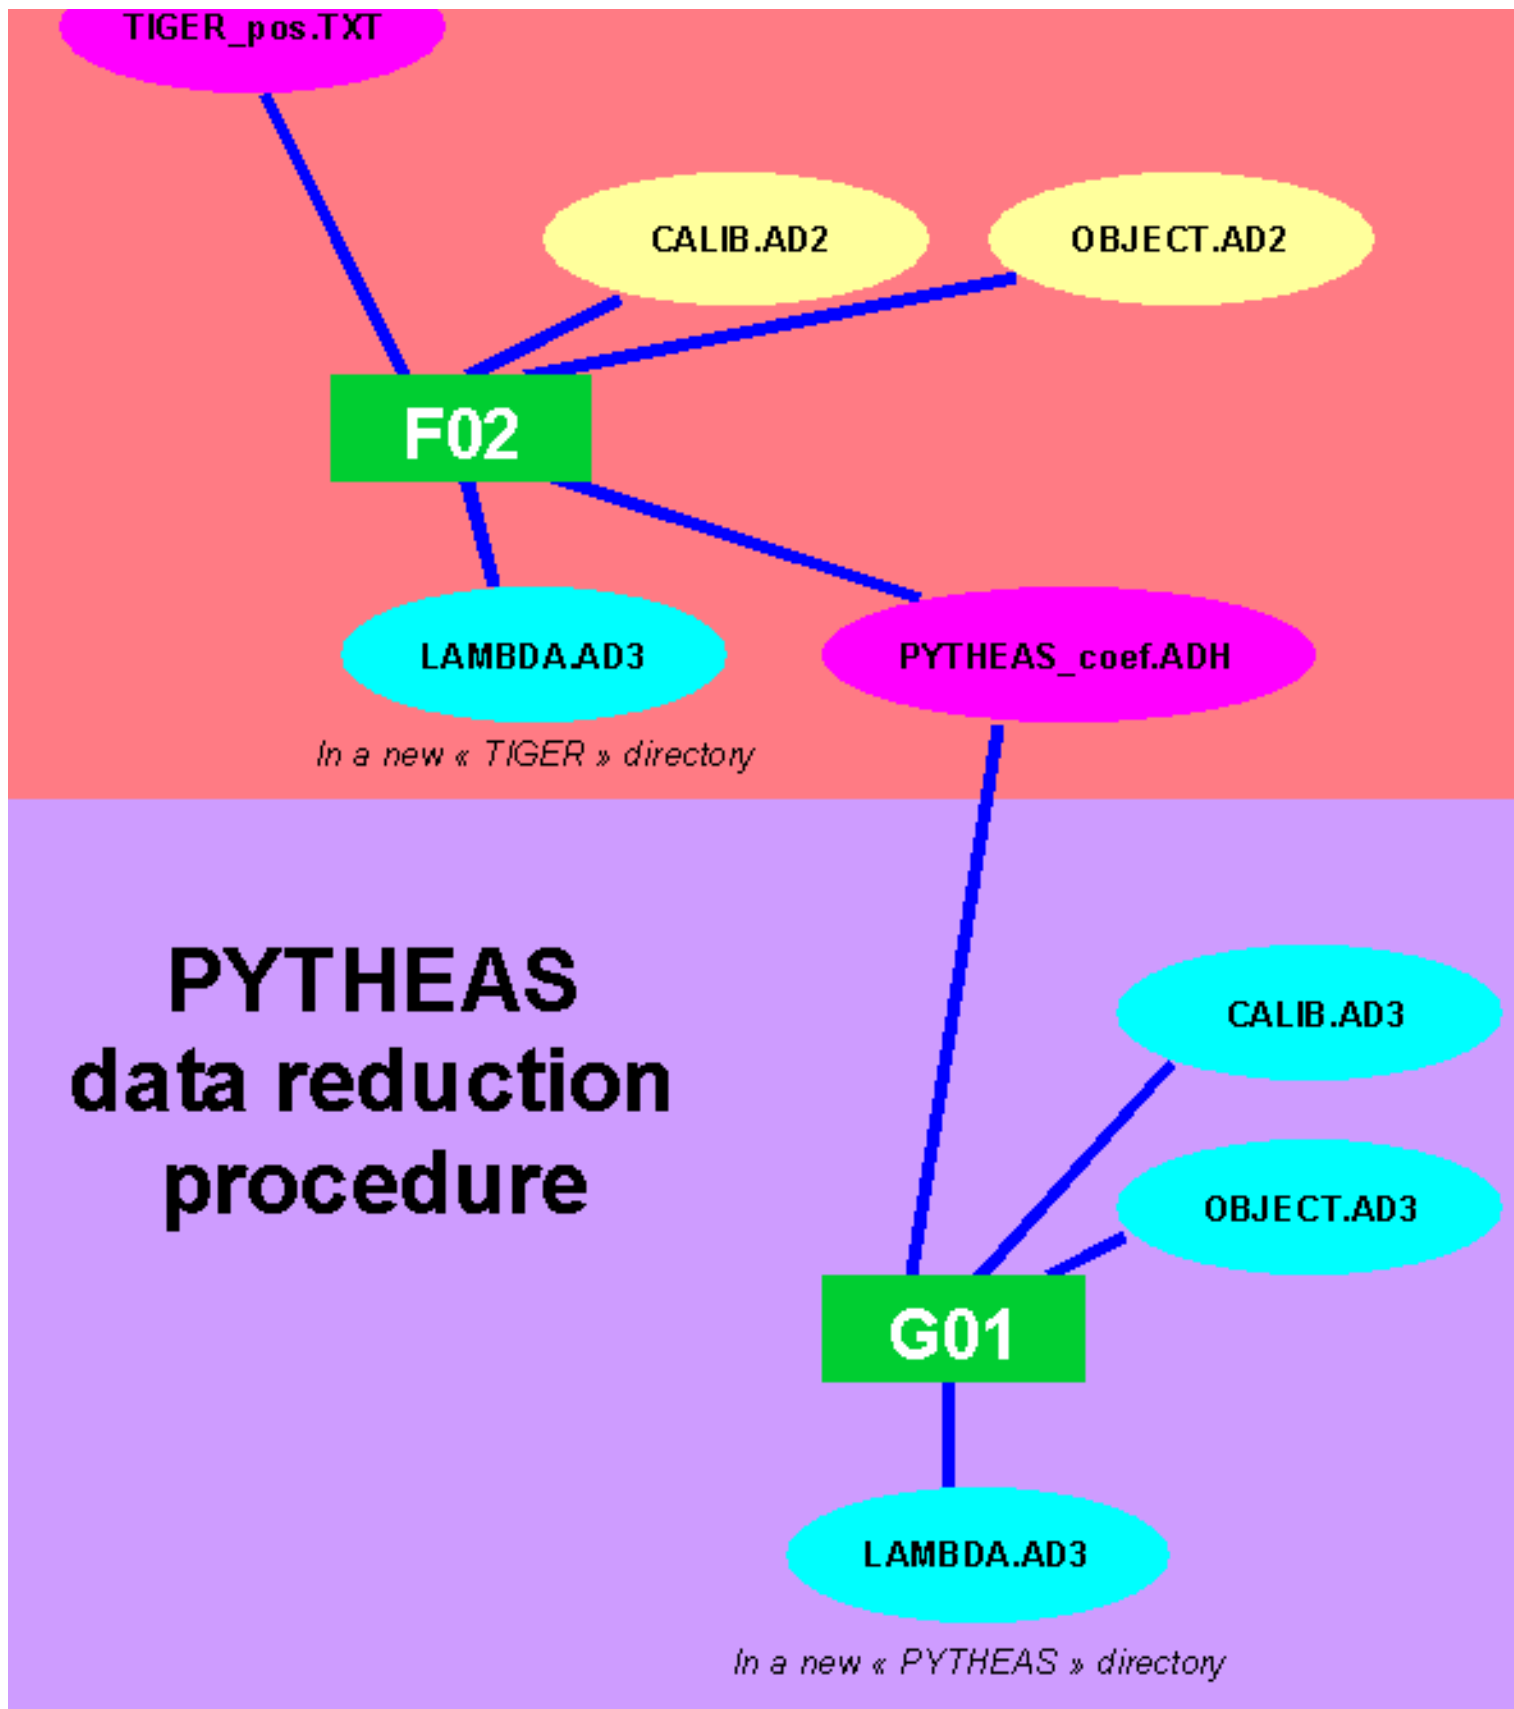 TIGER_pos.TXT
CALIB.AD2
OBJECT.AD2
F02
LAMBDA.AD3
PYTHEAS_coef.ADH
In a new « TIGER » directory
PYTHEAS
data reduction
procedure
CALIB.AD3
OBJECT.AD3
G01
LAMBDA.AD3
In a new « PYTHEAS » directory